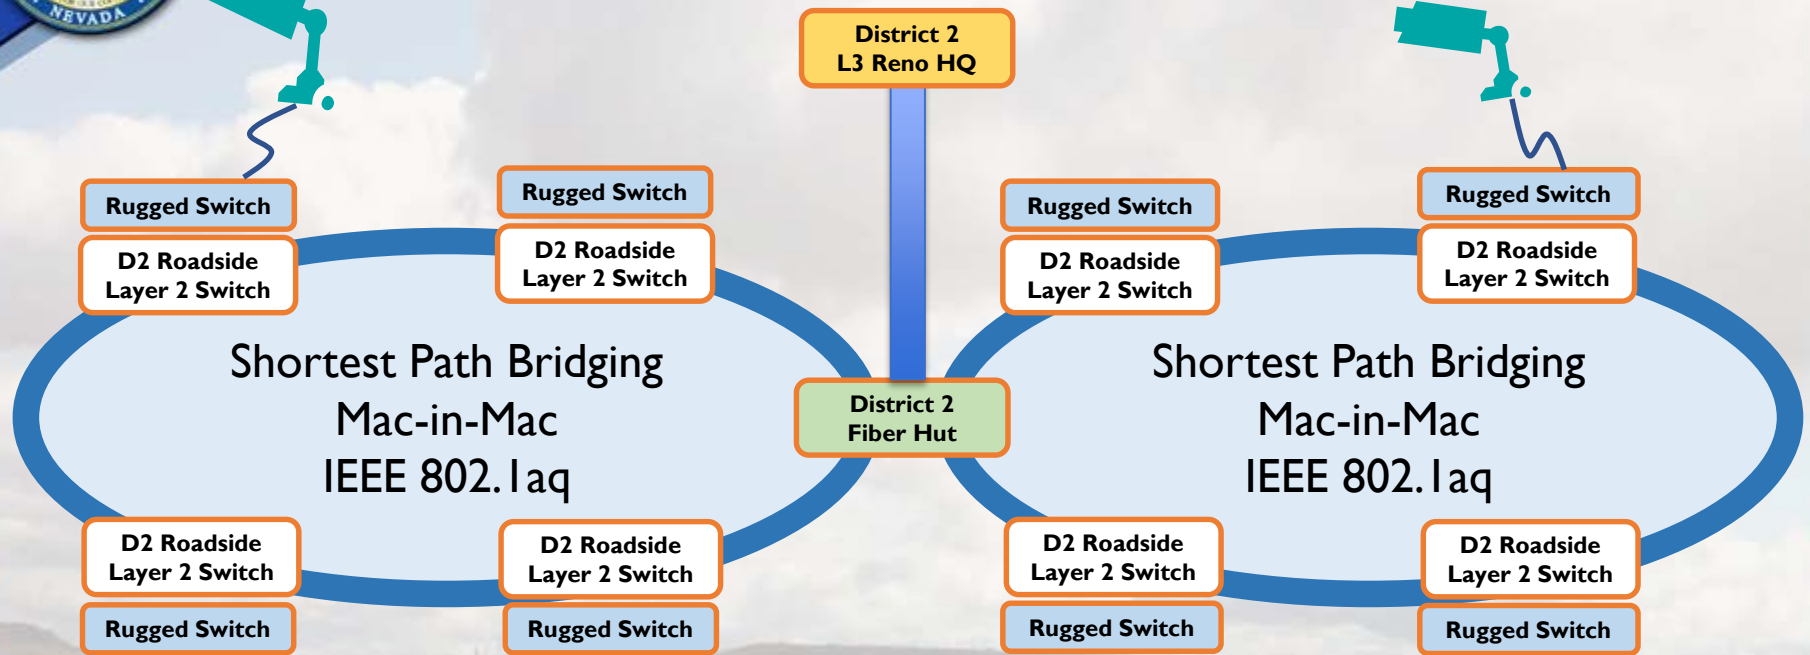 NEVADA
District 2
L3 Reno HQ
Rugged Switch
D2 Roadside
Layer 2 Switch
Rugged Switch
D2 Roadside
Layer 2 Switch
Rugged Switch
D2 Roadside
Layer 2 Switch
Rugged Switch
D2 Roadside
Layer 2 Switch
Shortest Path Bridging
Mac-in-Mac
IEEE 802.1aq
District 2
Fiber Hut
Shortest Path Bridging
Mac-in-Mac
IEEE 802.1aq
D2 Roadside
Layer 2 Switch
Rugged Switch
D2 Roadside
Layer 2 Switch
Rugged Switch
D2 Roadside
Layer 2 Switch
Rugged Switch
D2 Roadside
Layer 2 Switch
Rugged Switch